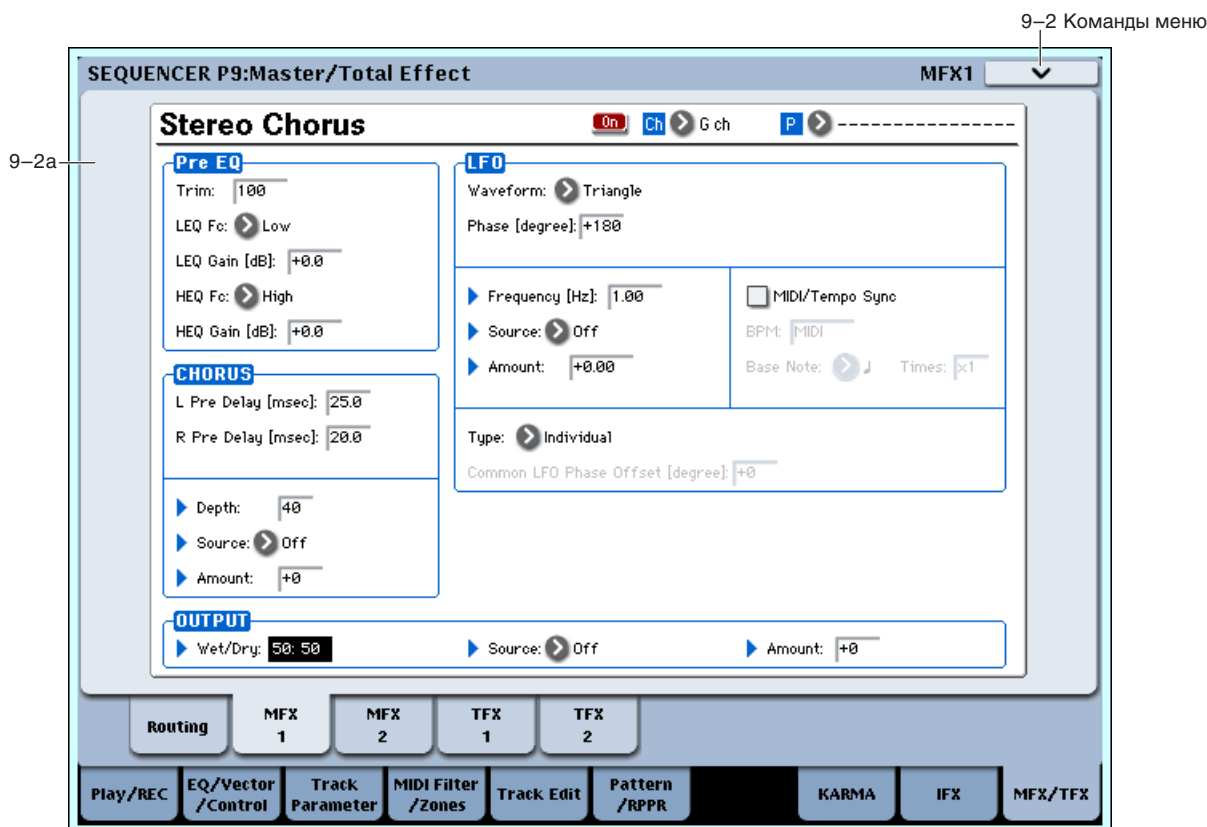 9–2 Команды меню
SEQUENCER P9:Master/Total Effect MFX1
9–2a
Stereo Chorus On Ch G ch P ----------------
Pre EQ
Trim: 100
LEQ Fc: Low
LEQ Gain [dB]: +0.0
HEQ Fc: High
HEQ Gain [dB]: +0.0
CHORUS
L Pre Delay [msec]: 25.0
R Pre Delay [msec]: 20.0
Depth: 40
Source: Off
Amount: +0
LFO
Waveform: Triangle
Phase [degree]: +180
Frequency [Hz]: 1.00
Source: Off
Amount: +0.00
MIDI/Tempo Sync
BPM: MIDI
Base Note: ♩ Times: x1
Type: Individual
Common LFO Phase Offset [degree]: +0
OUTPUT
Wet/Dry: 50: 50 Source: Off Amount: +0
Routing
MFX
1
MFX
2
TFX
1
TFX
2
Play/REC
EQ/Vector
/Control
Track
Parameter
MIDI Filter
/Zones
Track Edit
Pattern
/RPPR
KARMA
IFX
MFX/TFX